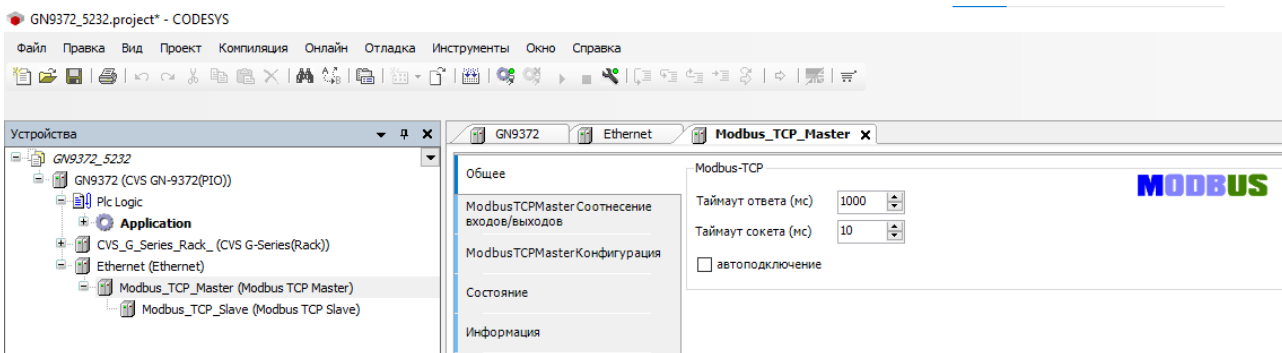 GN9372_5232.project* - CODESYS
Файл Правка Вид Проект Компиляция Онлайн Отладка Инструменты Окно Справка
Устройства
GN9372_5232
GN9372 (CVS GN-9372(PIO))
Plc Logic
Application
CVS_G_Series_Rack_ (CVS G-Series(Rack))
Ethernet (Ethernet)
Modbus_TCP_Master (Modbus TCP Master)
Modbus_TCP_Slave (Modbus TCP Slave)
GN9372 Ethernet Modbus_TCP_Master
Общее
ModbusTCPMaster Соотнесение
входов/выходов
ModbusTCPMasterКонфигурация
Состояние
Информация
Modbus-TCP
MODBUS
Таймаут ответа (мс) 1000
Таймаут сокета (мс) 10
автоподключение